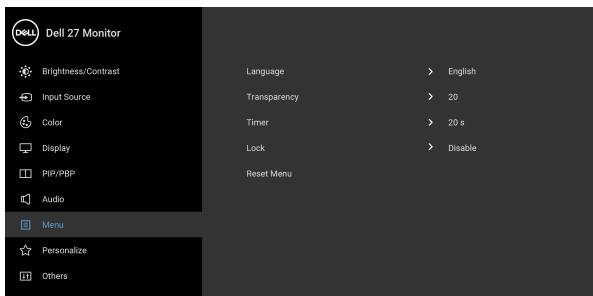 DELL Dell 27 Monitor
Brightness/Contrast
Language > English
Input Source
Transparency > 20
Color
Timer > 20 s
Display
Lock > Disable
PIP/PBP
Reset Menu
Audio
Menu
Personalize
Others